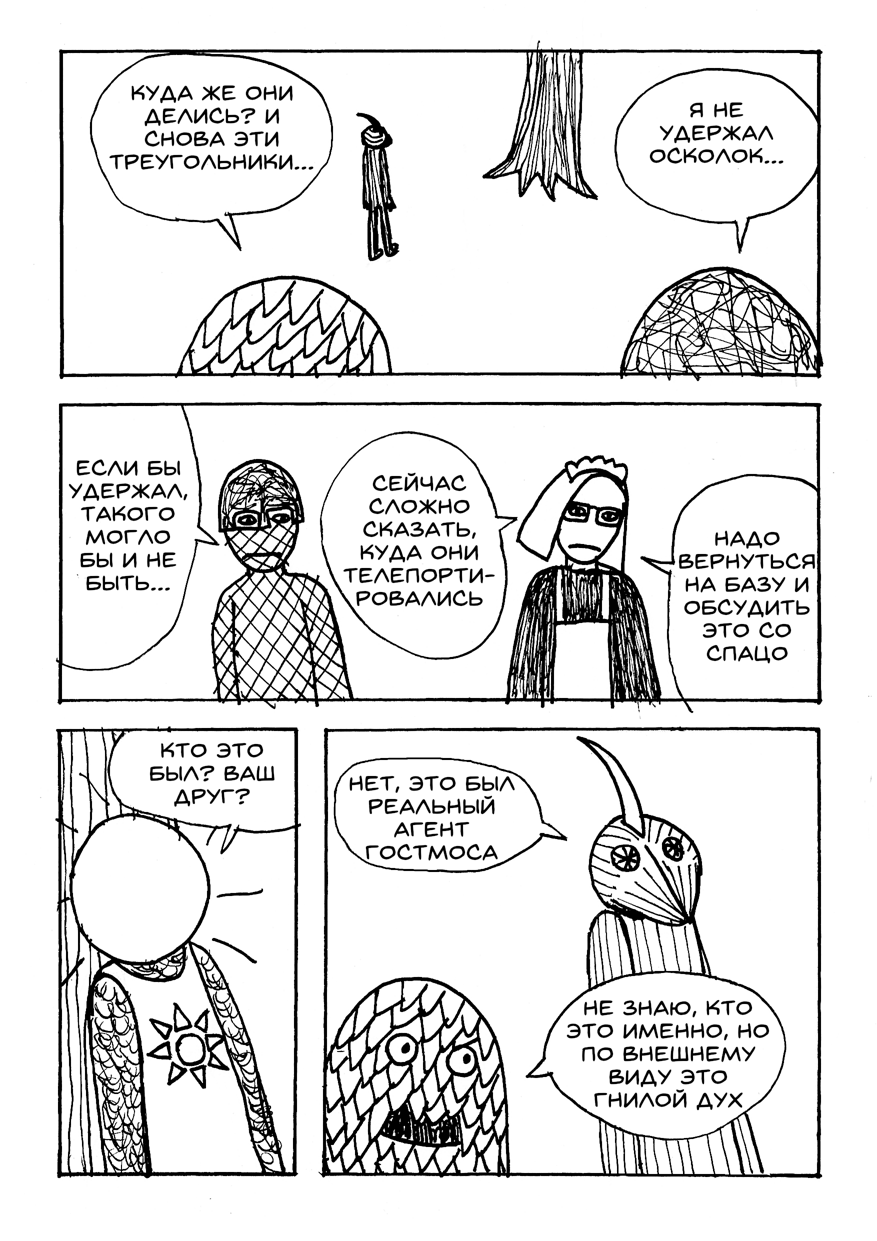 КУДА ЖЕ ОНИ
ДЕЛИСЬ? И
СНОВА ЭТИ
ТРЕУГОЛЬНИКИ...
Я НЕ
УДЕРЖАЛ
ОСКОЛОК...
ЕСЛИ БЫ
УДЕРЖАЛ,
ТАКОГО
МОГЛО
БЫ И НЕ
БЫТЬ...
СЕЙЧАС
СЛОЖНО
СКАЗАТЬ,
КУДА ОНИ
ТЕЛЕПОРТИ-
РОВАЛИСЬ
НАДО
ВЕРНУТЬСЯ
НА БАЗУ И
ОБСУДИТЬ
ЭТО СО
СПАЦО
КТО ЭТО
БЫЛ? ВАШ
ДРУГ?
НЕТ, ЭТО БЫЛ
РЕАЛЬНЫЙ
АГЕНТ
ГОСТМОСА
НЕ ЗНАЮ, КТО
ЭТО ИМЕННО, НО
ПО ВНЕШНЕМУ
ВИДУ ЭТО
ГНИЛОЙ ДУХ